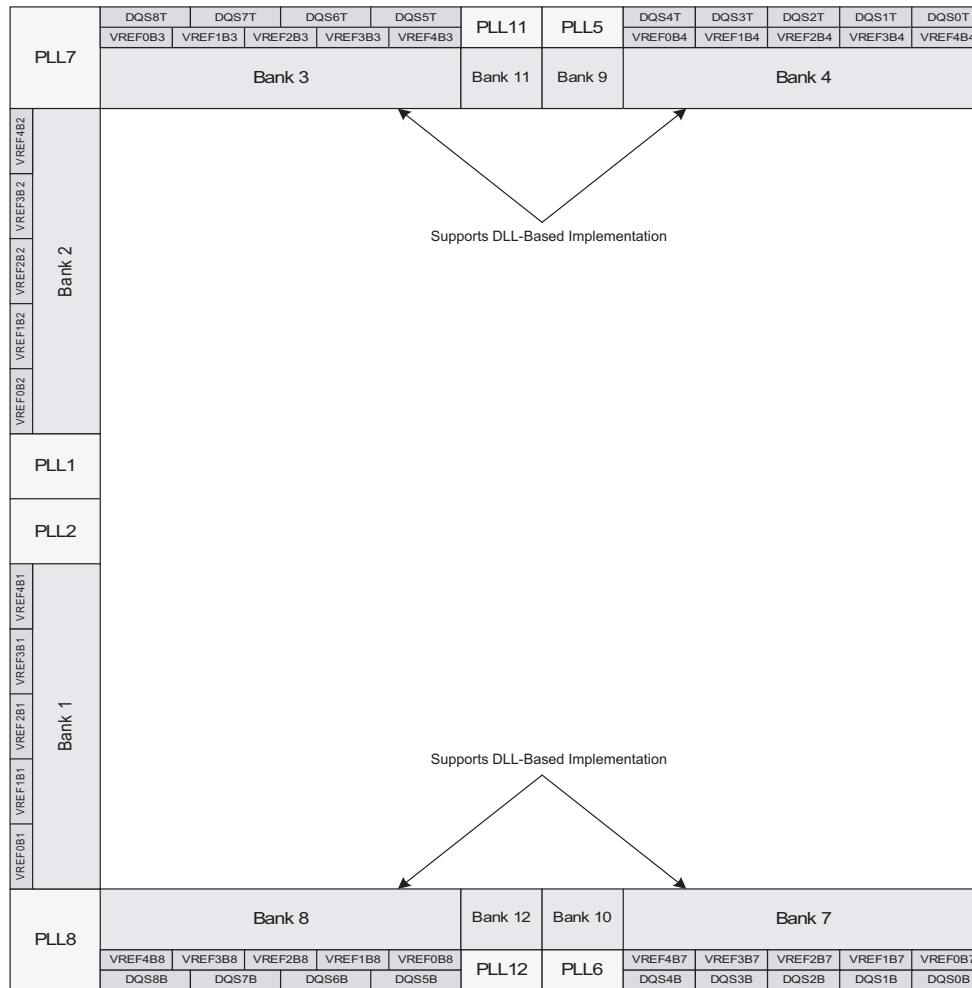 DQS8T DQS7T DQS6T DQS5T PLL11 PLL5 DQS4T DQS3T DQS2T DQS1T DQS0T
PLL7 VREF0B3 VREF1B3 VREF2B3 VREF3B3 VREF4B3 VREF0B4 VREF1B4 VREF2B4 VREF3B4 VREF4B4
Bank 3 Bank 11 Bank 9 Bank 4
VREF4B2
VREF3B2
VREF2B2
VREF1B2
VREF0B2
Bank 2
Supports DLL-Based Implementation
PLL1
PLL2
VREF4B1
VREF3B1
VREF2B1
VREF1B1
VREF0B1
Bank 1
Supports DLL-Based Implementation
Bank 8 Bank 12 Bank 10 Bank 7
PLL8 VREF4B8 VREF3B8 VREF2B8 VREF1B8 VREF0B8 PLL12 PLL6 VREF4B7 VREF3B7 VREF2B7 VREF1B7 VREF0B7
DQS8B DQS7B DQS6B DQS5B DQS4B DQS3B DQS2B DQS1B DQS0B